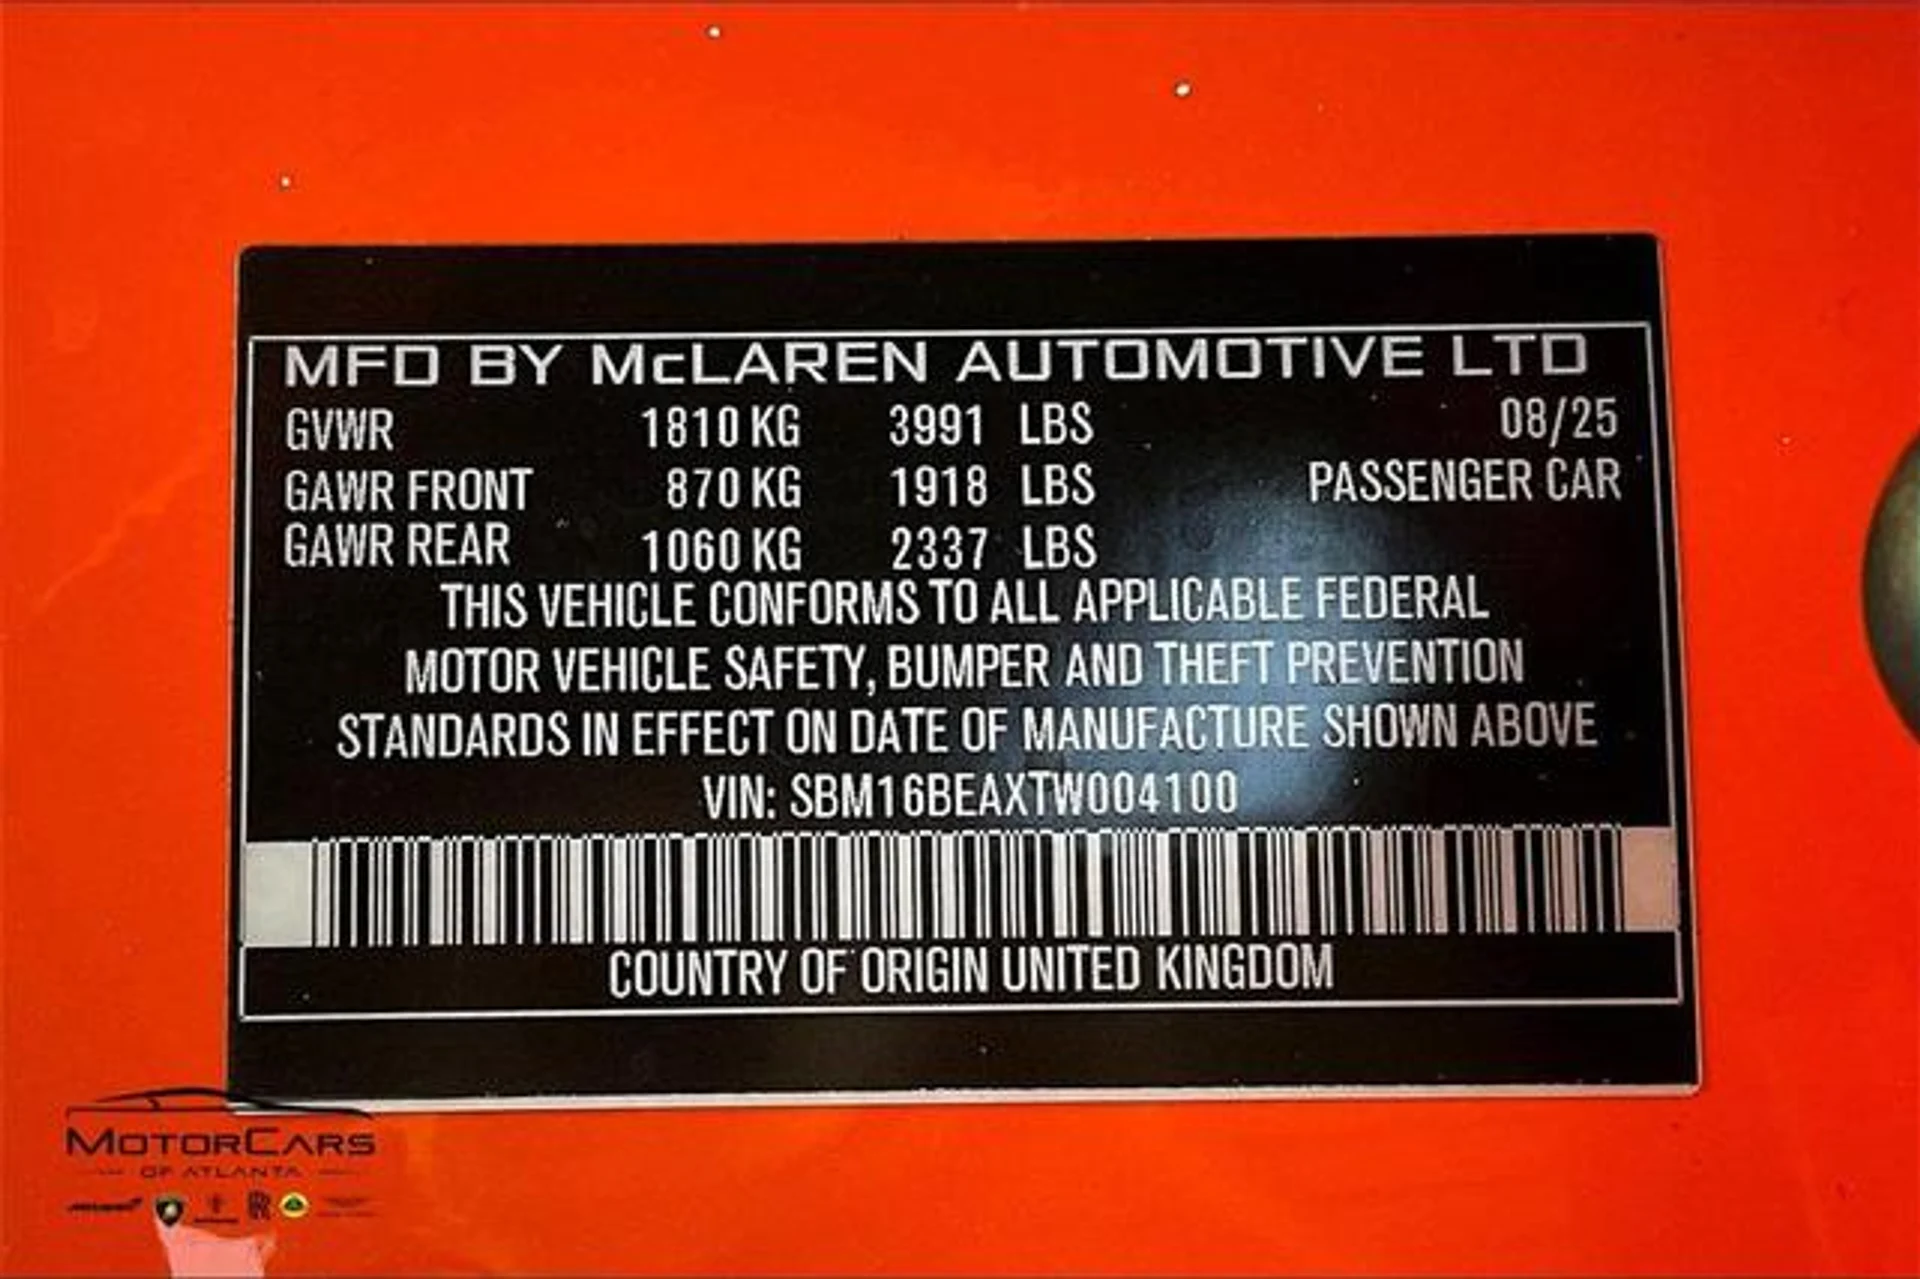 MFD BY McLAREN AUTOMOTIVE LTD
GVWR 1810 KG 3991 LBS 08/25
GAWR FRONT 870 KG 1918 LBS PASSENGER CAR
GAWR REAR 1060 KG 2337 LBS
THIS VEHICLE CONFORMS TO ALL APPLICABLE FEDERAL
MOTOR VEHICLE SAFETY, BUMPER AND THEFT PREVENTION
STANDARDS IN EFFECT ON DATE OF MANUFACTURE SHOWN ABOVE
VIN: SBM16BEAXTW004100
COUNTRY OF ORIGIN UNITED KINGDOM
MOTORCARS
OF ATLANTA